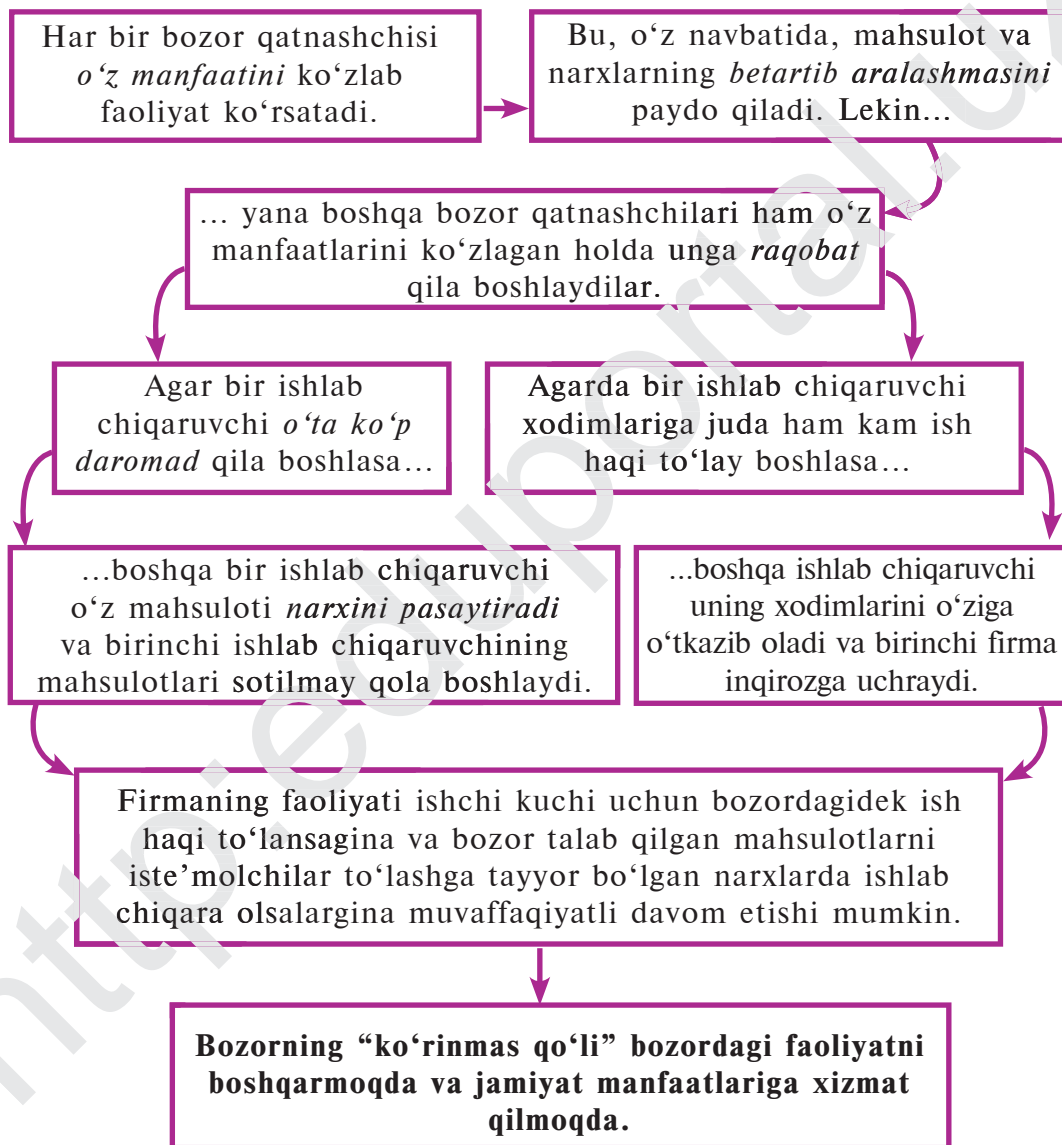 Har bir bozor qatnashchisi
o‘z manfaatini ko‘zlab
faoliyat ko‘rsatadi.
Bu, o‘z navbatida, mahsulot va
narxlarning betartib aralashmasini
paydo qiladi. Lekin...
... yana boshqa bozor qatnashchilari ham o‘z
manfaatlarini ko‘zlagan holda unga raqobat
qila boshlaydilar.
Agar bir ishlab
chiqaruvchi o‘ta ko‘p
daromad qila boshlasa...
Agarda bir ishlab chiqaruvchi
xodimlariga juda ham kam ish
haqi to‘lay boshlasa...
...boshqa bir ishlab chiqaruvchi
o‘z mahsuloti narxini pasaytiradi
va birinchi ishlab chiqaruvchining
mahsulotlari sotilmay qola boshlaydi.
...boshqa ishlab chiqaruvchi
uning xodimlarini o‘ziga
o‘tkazib oladi va birinchi firma
inqirozga uchraydi.
Firmaning faoliyati ishchi kuchi uchun bozordagidek ish
haqi to‘lansagina va bozor talab qilgan mahsulotlarni
iste’molchilar to‘lashga tayyor bo‘lgan narxlarda ishlab
chiqara olsalargina muvaffaqiyatli davom etishi mumkin.
Bozorning “ko‘rinmas qo‘li” bozordagi faoliyatni
boshqarmoqda va jamiyat manfaatlariga xizmat
qilmoqda.
http:eduportal.uz